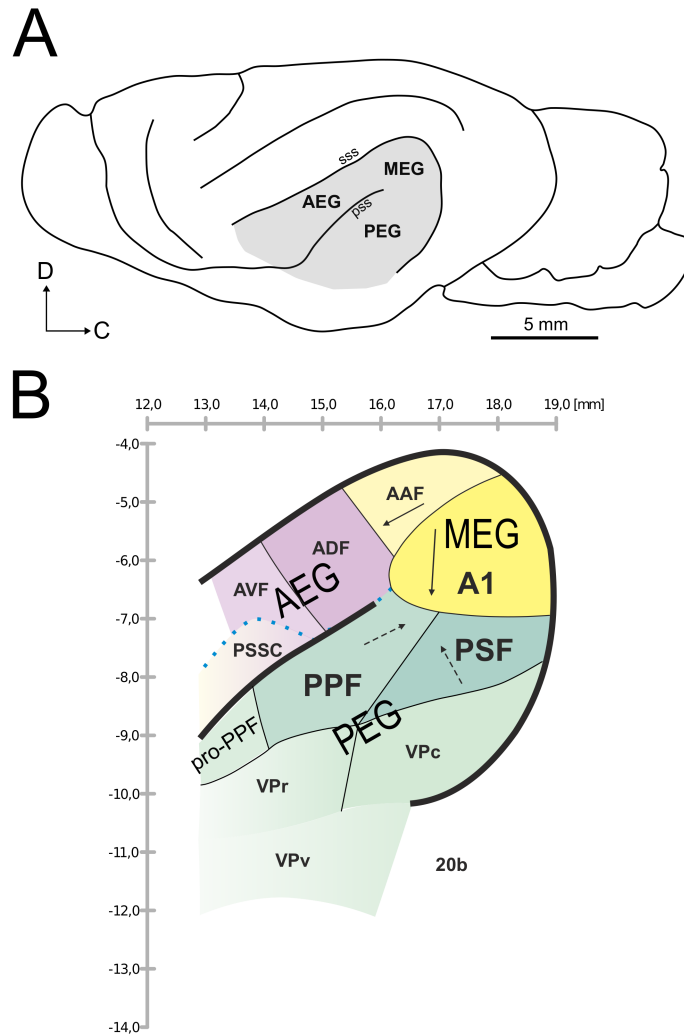 A
sss
MEG
AEG
pss
PEG
D
C
5 mm
B
12,0 13,0 14,0 15,0 16,0 17,0 18,0 19,0 [mm]
-4,0
-5,0
-6,0
-7,0
-8,0
-9,0
-10,0
-11,0
-12,0
-13,0
-14,0
AAF
MEG
ADF
A1
AVF
AEG
PSSC
PSF
PPF
PEG
pro-PPF
VPc
VPr
VPv
20b